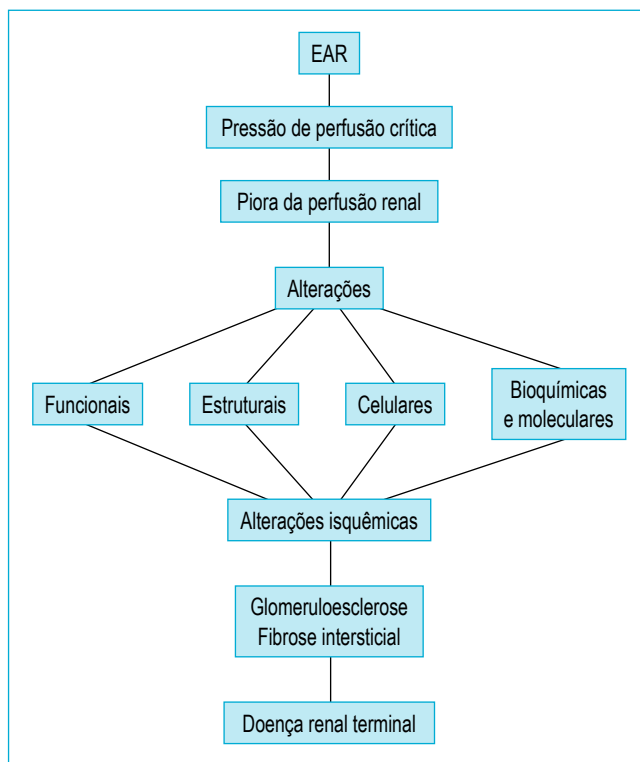 EAR
Pressão de perfusão crítica
Piora da perfusão renal
Alterações
Funcionais
Estruturais
Celulares
Bioquímicas
e moleculares
Alterações isquêmicas
Glomeruloesclerose
Fibrose intersticial
Doença renal terminal